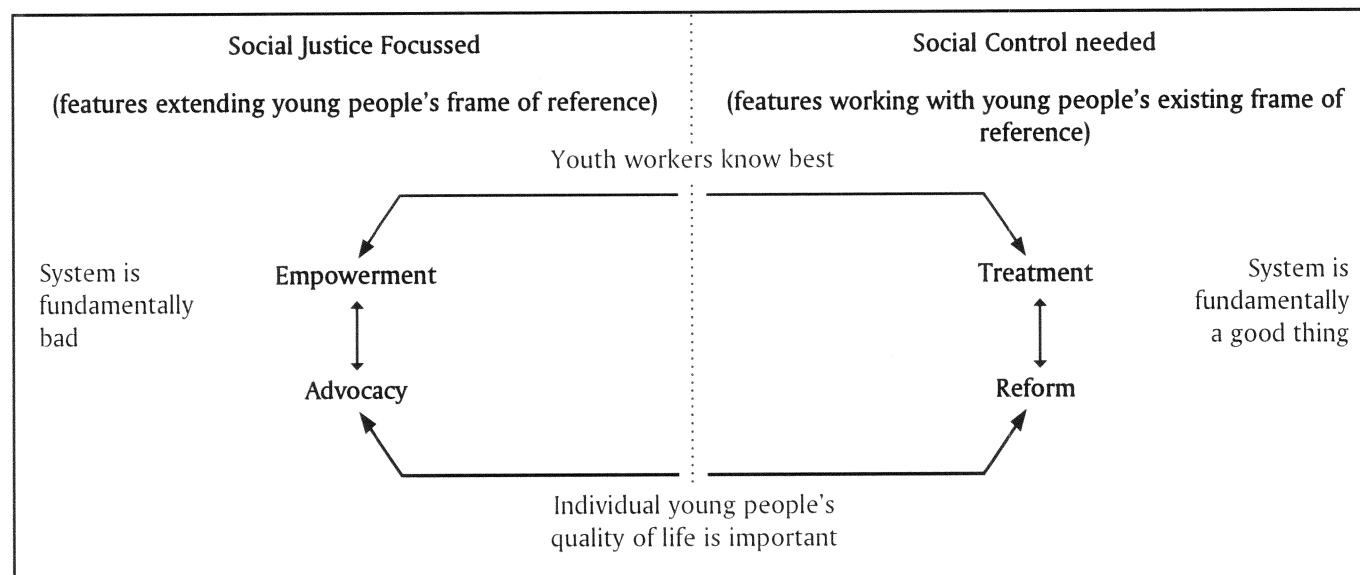 Social Justice Focussed
Social Control needed
(features extending young people's frame of reference)
(features working with young people's existing frame of
reference)
Youth workers know best
System is
fundamentally
bad
Empowerment
Treatment
System is
fundamentally
a good thing
Advocacy
Reform
Individual young people's
quality of life is important